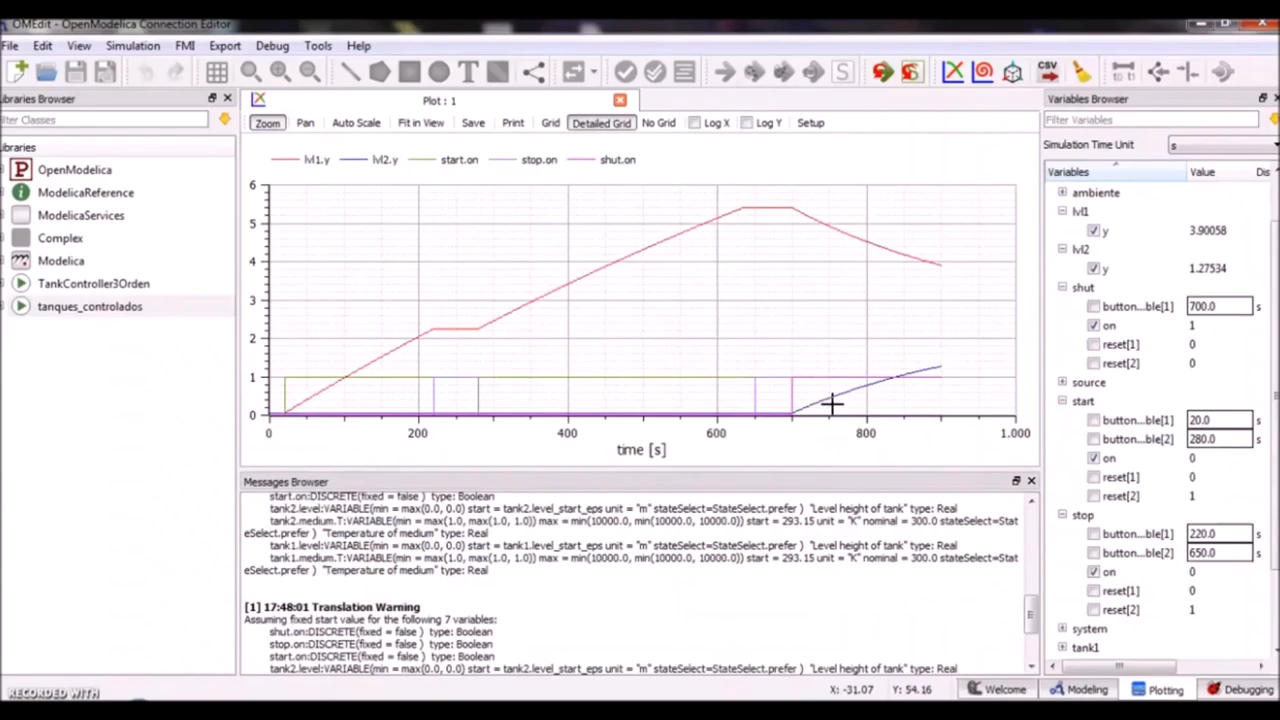 OMEdit - OpenModelica Connection Editor
File Edit View Simulation FMI Export Debug Tools Help
T S CSV to t₁
ibraries Browser
Plot : 1
Variables Browser
ilter Classes
Zoom Pan Auto Scale Fit in View Save Print Grid Detailed Grid No Grid Log X Log Y Setup
Filter Variables
ibraries
Simulation Time Unit s
P OpenModelica
lvl1.y lvl2.y start.on stop.on shut.on
Variables Value Dis
i ModelicaReference
ambiente
ModelicaServices
lvl1
y 3.90058
Complex
lvl2
Modelica
y 1.27534
TankController3Orden
shut
tanques_controlados
button...ble[1] 700.0 s
on 1
reset[1] 0
reset[2] 0
source
start
button...ble[1] 20.0 s
button...ble[2] 280.0 s
on 0
reset[1] 0
reset[2] 1
stop
button...ble[1] 220.0 s
button...ble[2] 650.0 s
on 0
reset[1] 0
reset[2] 1
system
tank1
6
5
4
3
2
1
0
0 200 400 600 800 1.000
time [s]
Messages Browser
start.on:DISCRETE(fixed = false ) type: Boolean
tank2.level:VARIABLE(min = max(0.0, 0.0) start = tank2.level_start_eps unit = "m" stateSelect=StateSelect.prefer ) "Level height of tank" type: Real
tank2.medium.T:VARIABLE(min = max(1.0, max(1.0, 1.0)) max = min(10000.0, min(10000.0, 10000.0)) start = 293.15 unit = "K" nominal = 300.0 stateSelect=Stat
eSelect.prefer ) "Temperature of medium" type: Real
tank1.level:VARIABLE(min = max(0.0, 0.0) start = tank1.level_start_eps unit = "m" stateSelect=StateSelect.prefer ) "Level height of tank" type: Real
tank1.medium.T:VARIABLE(min = max(1.0, max(1.0, 1.0)) max = min(10000.0, min(10000.0, 10000.0)) start = 293.15 unit = "K" nominal = 300.0 stateSelect=Stat
eSelect.prefer ) "Temperature of medium" type: Real
[1] 17:48:01 Translation Warning
Assuming fixed start value for the following 7 variables:
shut.on:DISCRETE(fixed = false ) type: Boolean
stop.on:DISCRETE(fixed = false ) type: Boolean
start.on:DISCRETE(fixed = false ) type: Boolean
tank2.level:VARIABLE(min = max(0.0, 0.0) start = tank2.level_start_eps unit = "m" stateSelect=StateSelect.prefer ) "Level height of tank" type: Real
RECORDED WITH
X: -31.07 Y: 54.16 Welcome Modeling Plotting Debugging